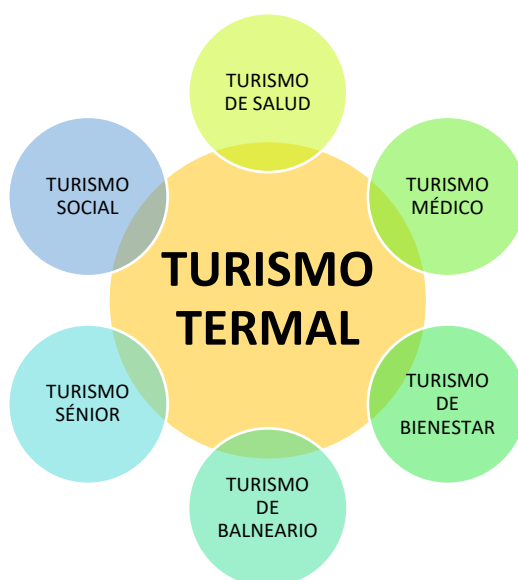 TURISMO
DE SALUD
TURISMO
SOCIAL
TURISMO
MÉDICO
TURISMO
TERMAL
TURISMO
SÉNIOR
TURISMO
DE
BIENESTAR
TURISMO
DE
BALNEARIO